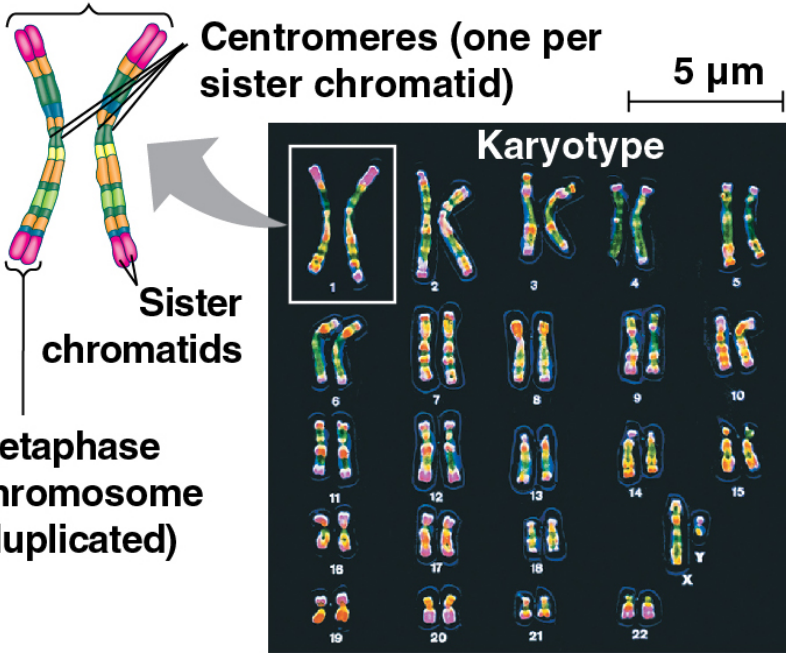 Centromeres (one per
sister chromatid)
5 μm
Karyotype
1 2 3 4 5
Sister
chromatids
6 7 8 9 10
etaphase
hromosome
luplicated)
11 12 13 14 15
16 17 18 X Y
19 20 21 22